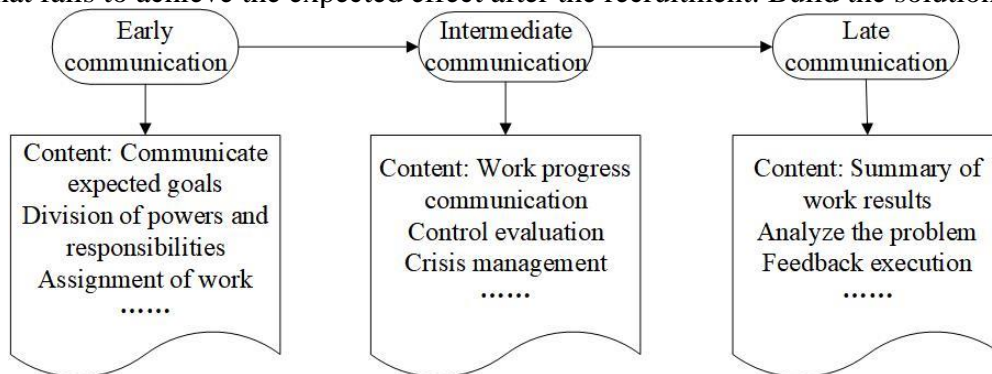 that fails to achieve the expected effect after the recruitment. Build the solution
Early
communication
Intermediate
communication
Late
communication
Content: Communicate
expected goals
Division of powers and
responsibilities
Assignment of work
……
Content: Work progress
communication
Control evaluation
Crisis management
……
Content: Summary of
work results
Analyze the problem
Feedback execution
……